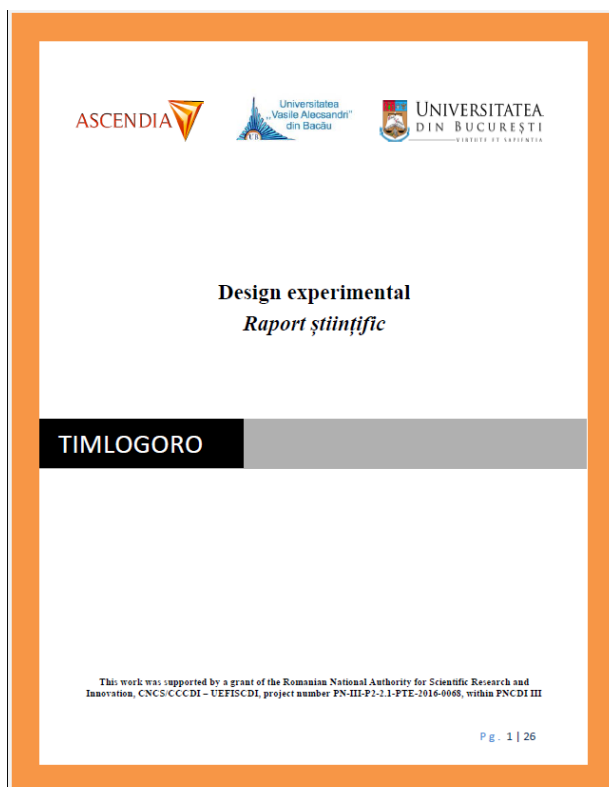 ASCENDIA
Universitatea
„Vasile Alecsandri”
din Bacău
UB
UNIVERSITATEA
DIN BUCUREȘTI
VIRTUTE ET SAPIENTIA
Design experimental
Raport științific
TIMLOGORO
This work was supported by a grant of the Romanian National Authority for Scientific Research and
Innovation, CNCS/CCCDI – UEFISCDI, project number PN-III-P2-2.1-PTE-2016-0068, within PNCDI III
Pg. 1 | 26